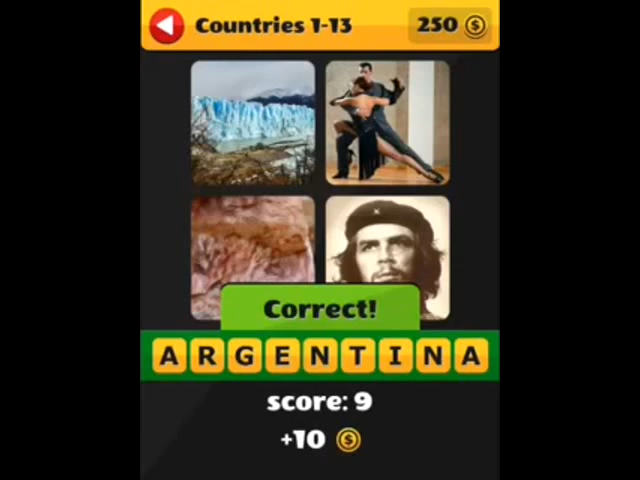 Countries 1-13
250
Correct!
ARGENTINA
score: 9
+10